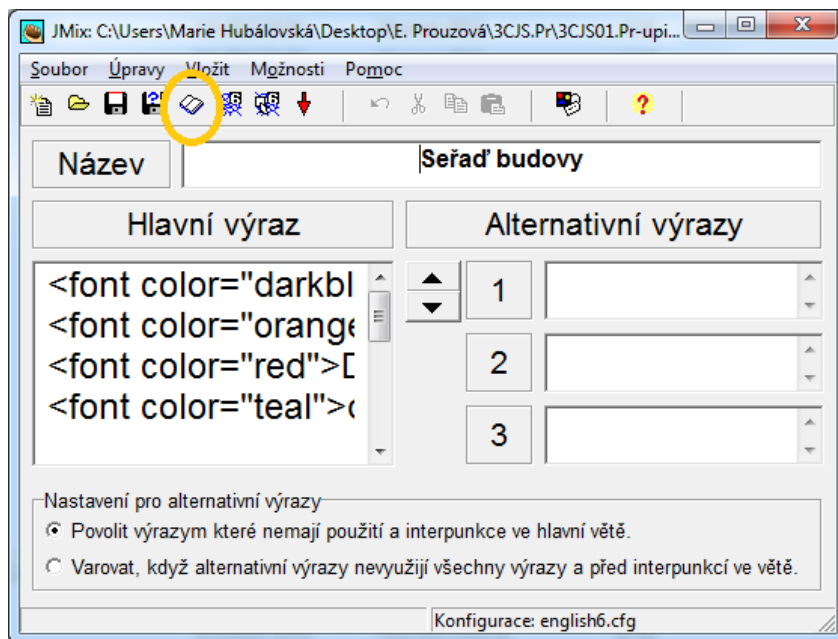 JMix: C:\Users\Marie Hubálovská\Desktop\E. Prouzová\3CJS.Pr\3CJS01.Pr-upi...
Soubor Úpravy Vložit Možnosti Pomoc
Název
Seřaď budovy
Hlavní výraz
Alternativní výrazy
<font color="darkbl
<font color="orange
<font color="red">D
<font color="teal">c
1
2
3
Nastavení pro alternativní výrazy
Povolit výrazym které nemají použití a interpunkce ve hlavní větě.
Varovat, když alternativní výrazy nevyužijí všechny výrazy a před interpunkcí ve větě.
Konfigurace: english6.cfg